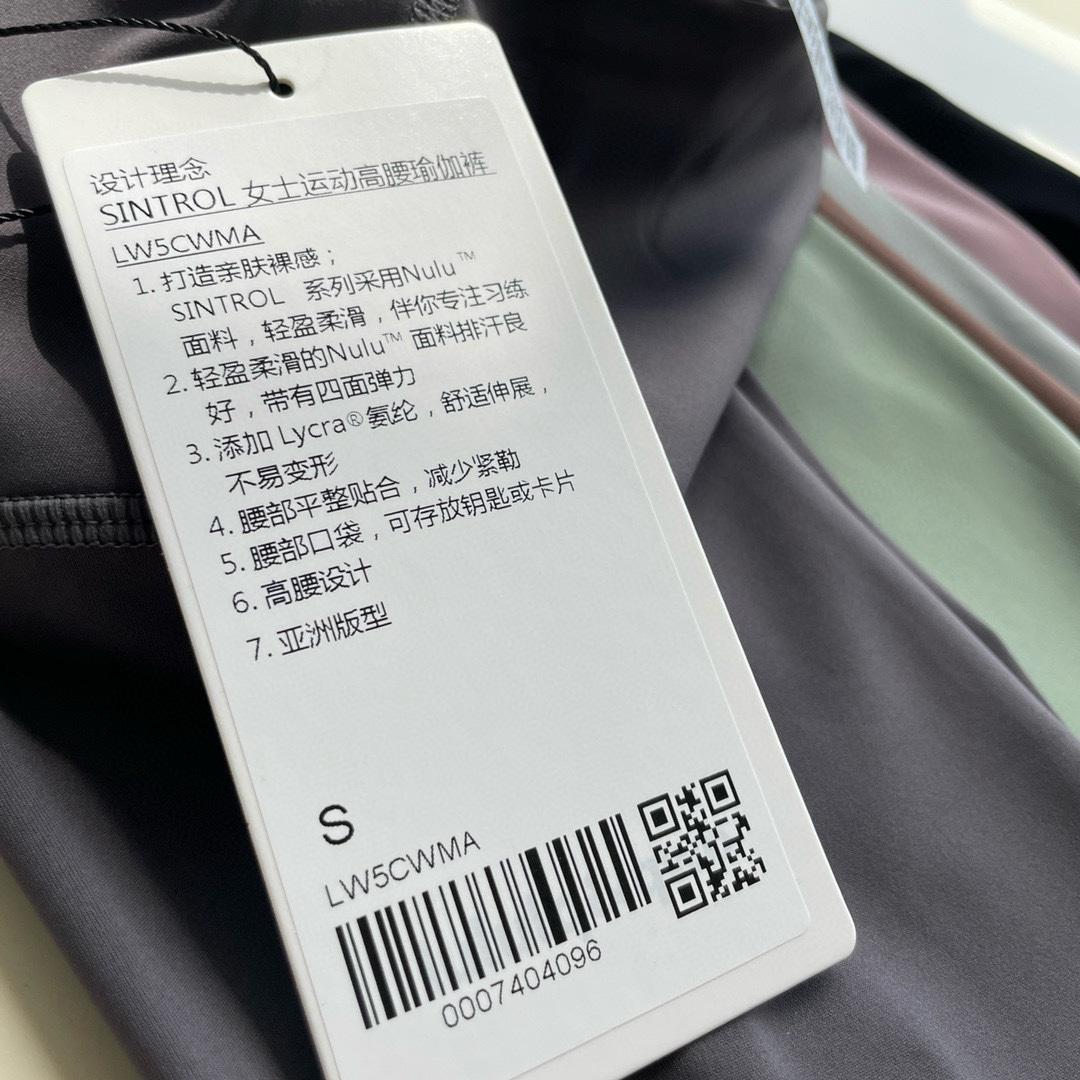 设计理念
SINTROL 女士运动高腰瑜伽裤
LW5CWMA
1. 打造亲肤裸感；
SINTROL 系列采用Nulu™
面料，轻盈柔滑，伴你专注习练
2. 轻盈柔滑的Nulu™ 面料排汗良
好，带有四面弹力
3. 添加 Lycra® 氨纶，舒适伸展，
不易变形
4. 腰部平整贴合，减少紧勒
5. 腰部口袋，可存放钥匙或卡片
6. 高腰设计
7. 亚洲版型
S
LW5CWMA
0007404096